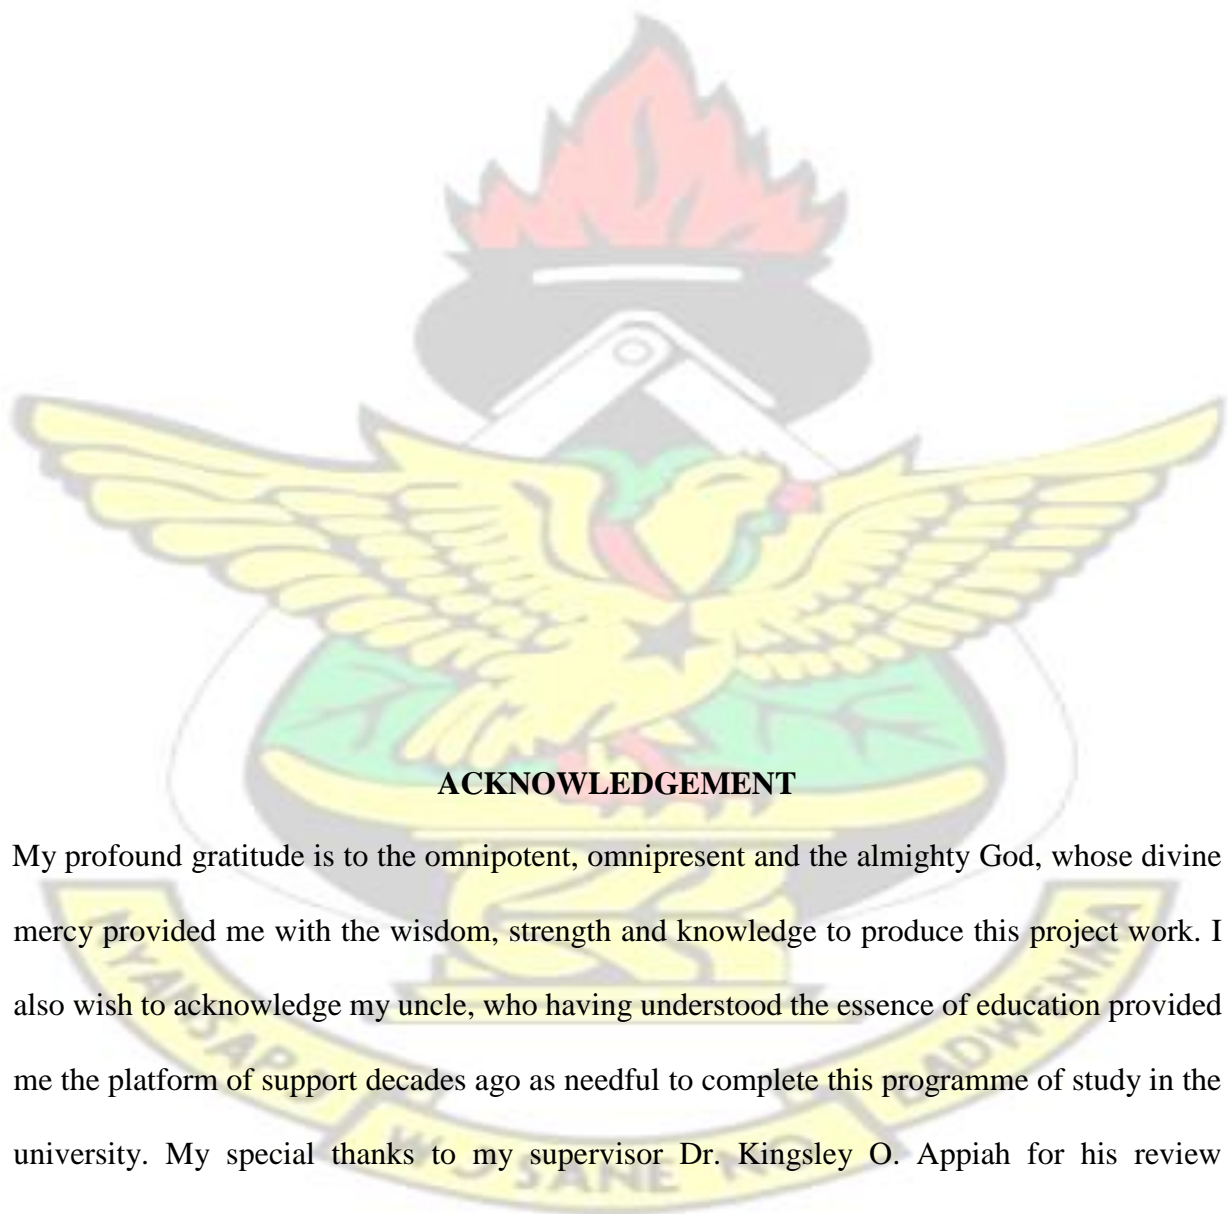 ACKNOWLEDGEMENT
My profound gratitude is to the omnipotent, omnipresent and the almighty God, whose divine
mercy provided me with the wisdom, strength and knowledge to produce this project work. I
also wish to acknowledge my uncle, who having understood the essence of education provided
me the platform of support decades ago as needful to complete this programme of study in the
university. My special thanks to my supervisor Dr. Kingsley O. Appiah for his review
SANE NO
BADWENMA